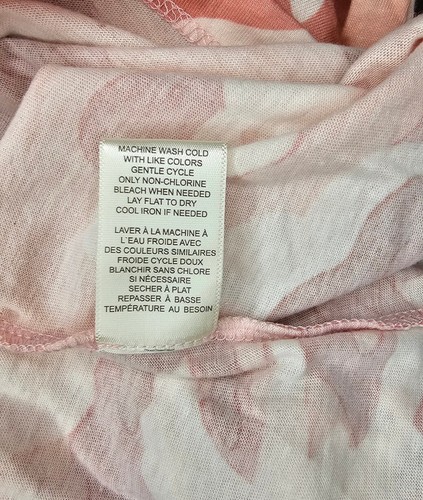 MACHINE WASH COLD
WITH LIKE COLORS
GENTLE CYCLE
ONLY NON-CHLORINE
BLEACH WHEN NEEDED
LAY FLAT TO DRY
COOL IRON IF NEEDED
LAVER À LA MACHINE À
L'EAU FROIDE AVEC
DES COULEURS SIMILAIRES
FROIDE CYCLE DOUX
BLANCHIR SANS CHLORE
SI NÉCESSAIRE
SECHER À PLAT
REPASSER À BASSE
TEMPÉRATURE AU BESOIN